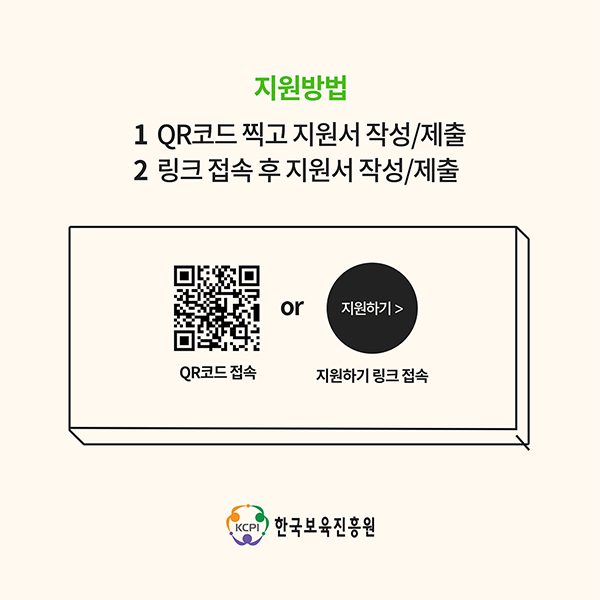 지원방법
1 QR코드 찍고 지원서 작성/제출
2 링크 접속 후 지원서 작성/제출
or
지원하기 >
QR코드 접속
지원하기 링크 접속
KCPI 한국보육진흥원